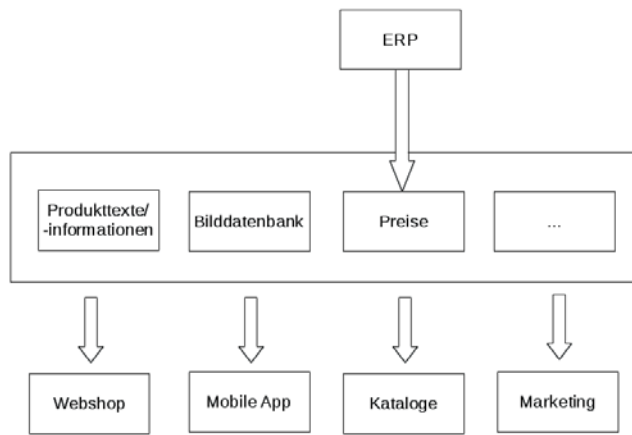 ERP
Produkttexte/
-informationen
Bilddatenbank
Preise
...
Webshop
Mobile App
Kataloge
Marketing